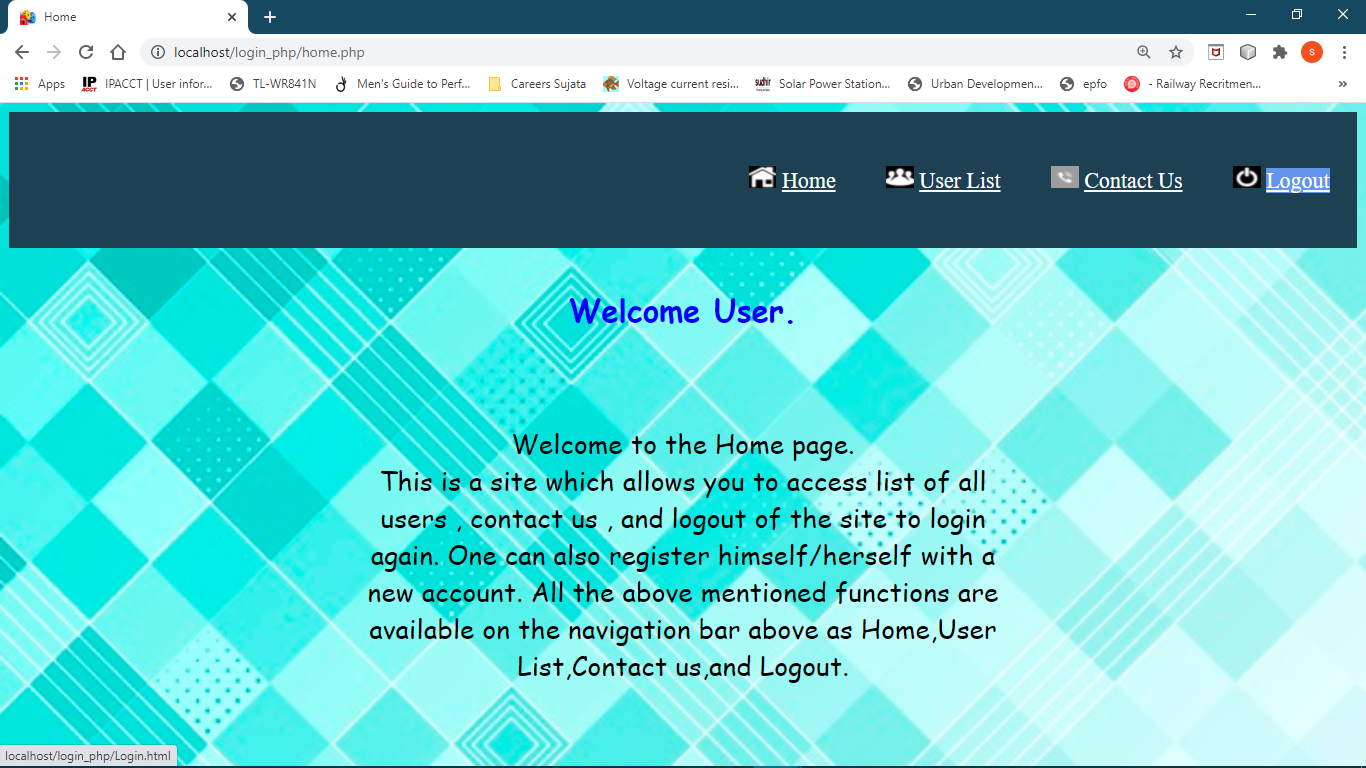 Home
localhost/login_php/home.php
S
Apps IPACCT | User infor... TL-WR841N Men's Guide to Perf... Careers Sujata Voltage current resi... Solar Power Station... Urban Developmen... epfo - Railway Recritmen... »
Home User List Contact Us Logout
Welcome User.
Welcome to the Home page.
This is a site which allows you to access list of all
users , contact us , and logout of the site to login
again. One can also register himself/herself with a
new account. All the above mentioned functions are
available on the navigation bar above as Home,User
List,Contact us,and Logout.
localhost/login_php/Login.html